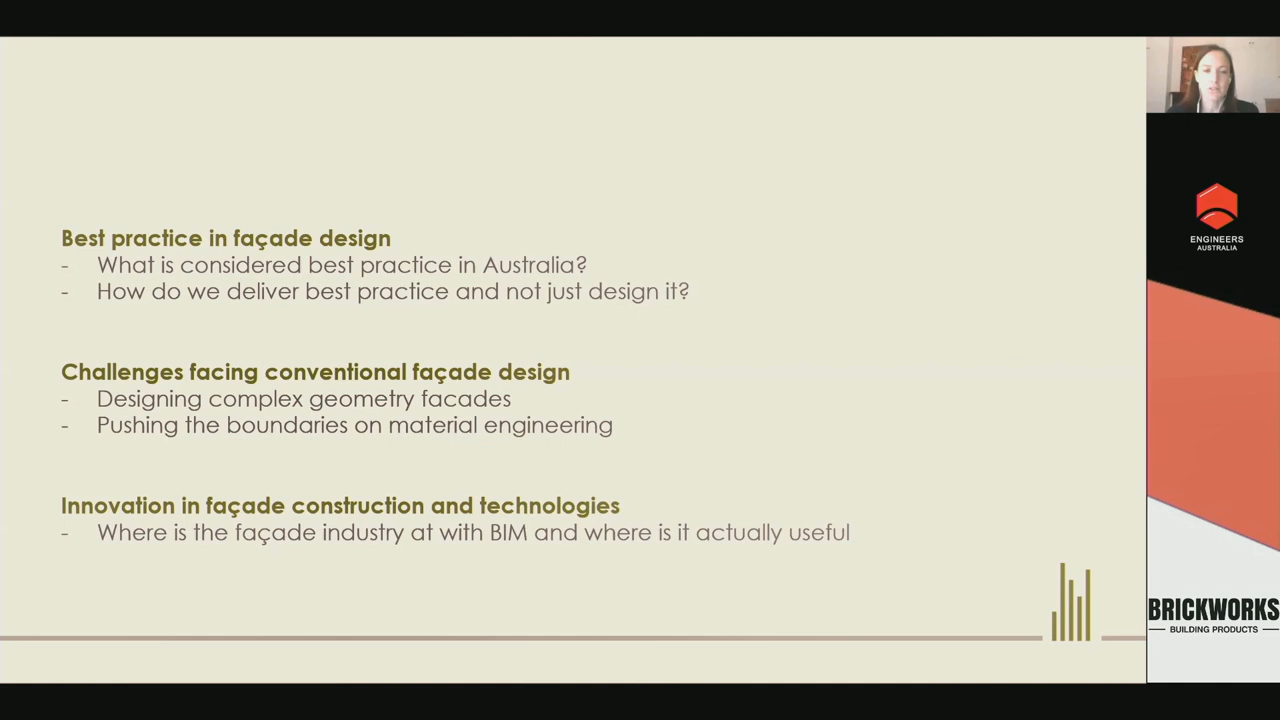 Best practice in façade design
- What is considered best practice in Australia?
- How do we deliver best practice and not just design it?
Challenges facing conventional façade design
- Designing complex geometry facades
- Pushing the boundaries on material engineering
Innovation in façade construction and technologies
- Where is the façade industry at with BIM and where is it actually useful
ENGINEERS
AUSTRALIA
BRICKWORKS
BUILDING PRODUCTS